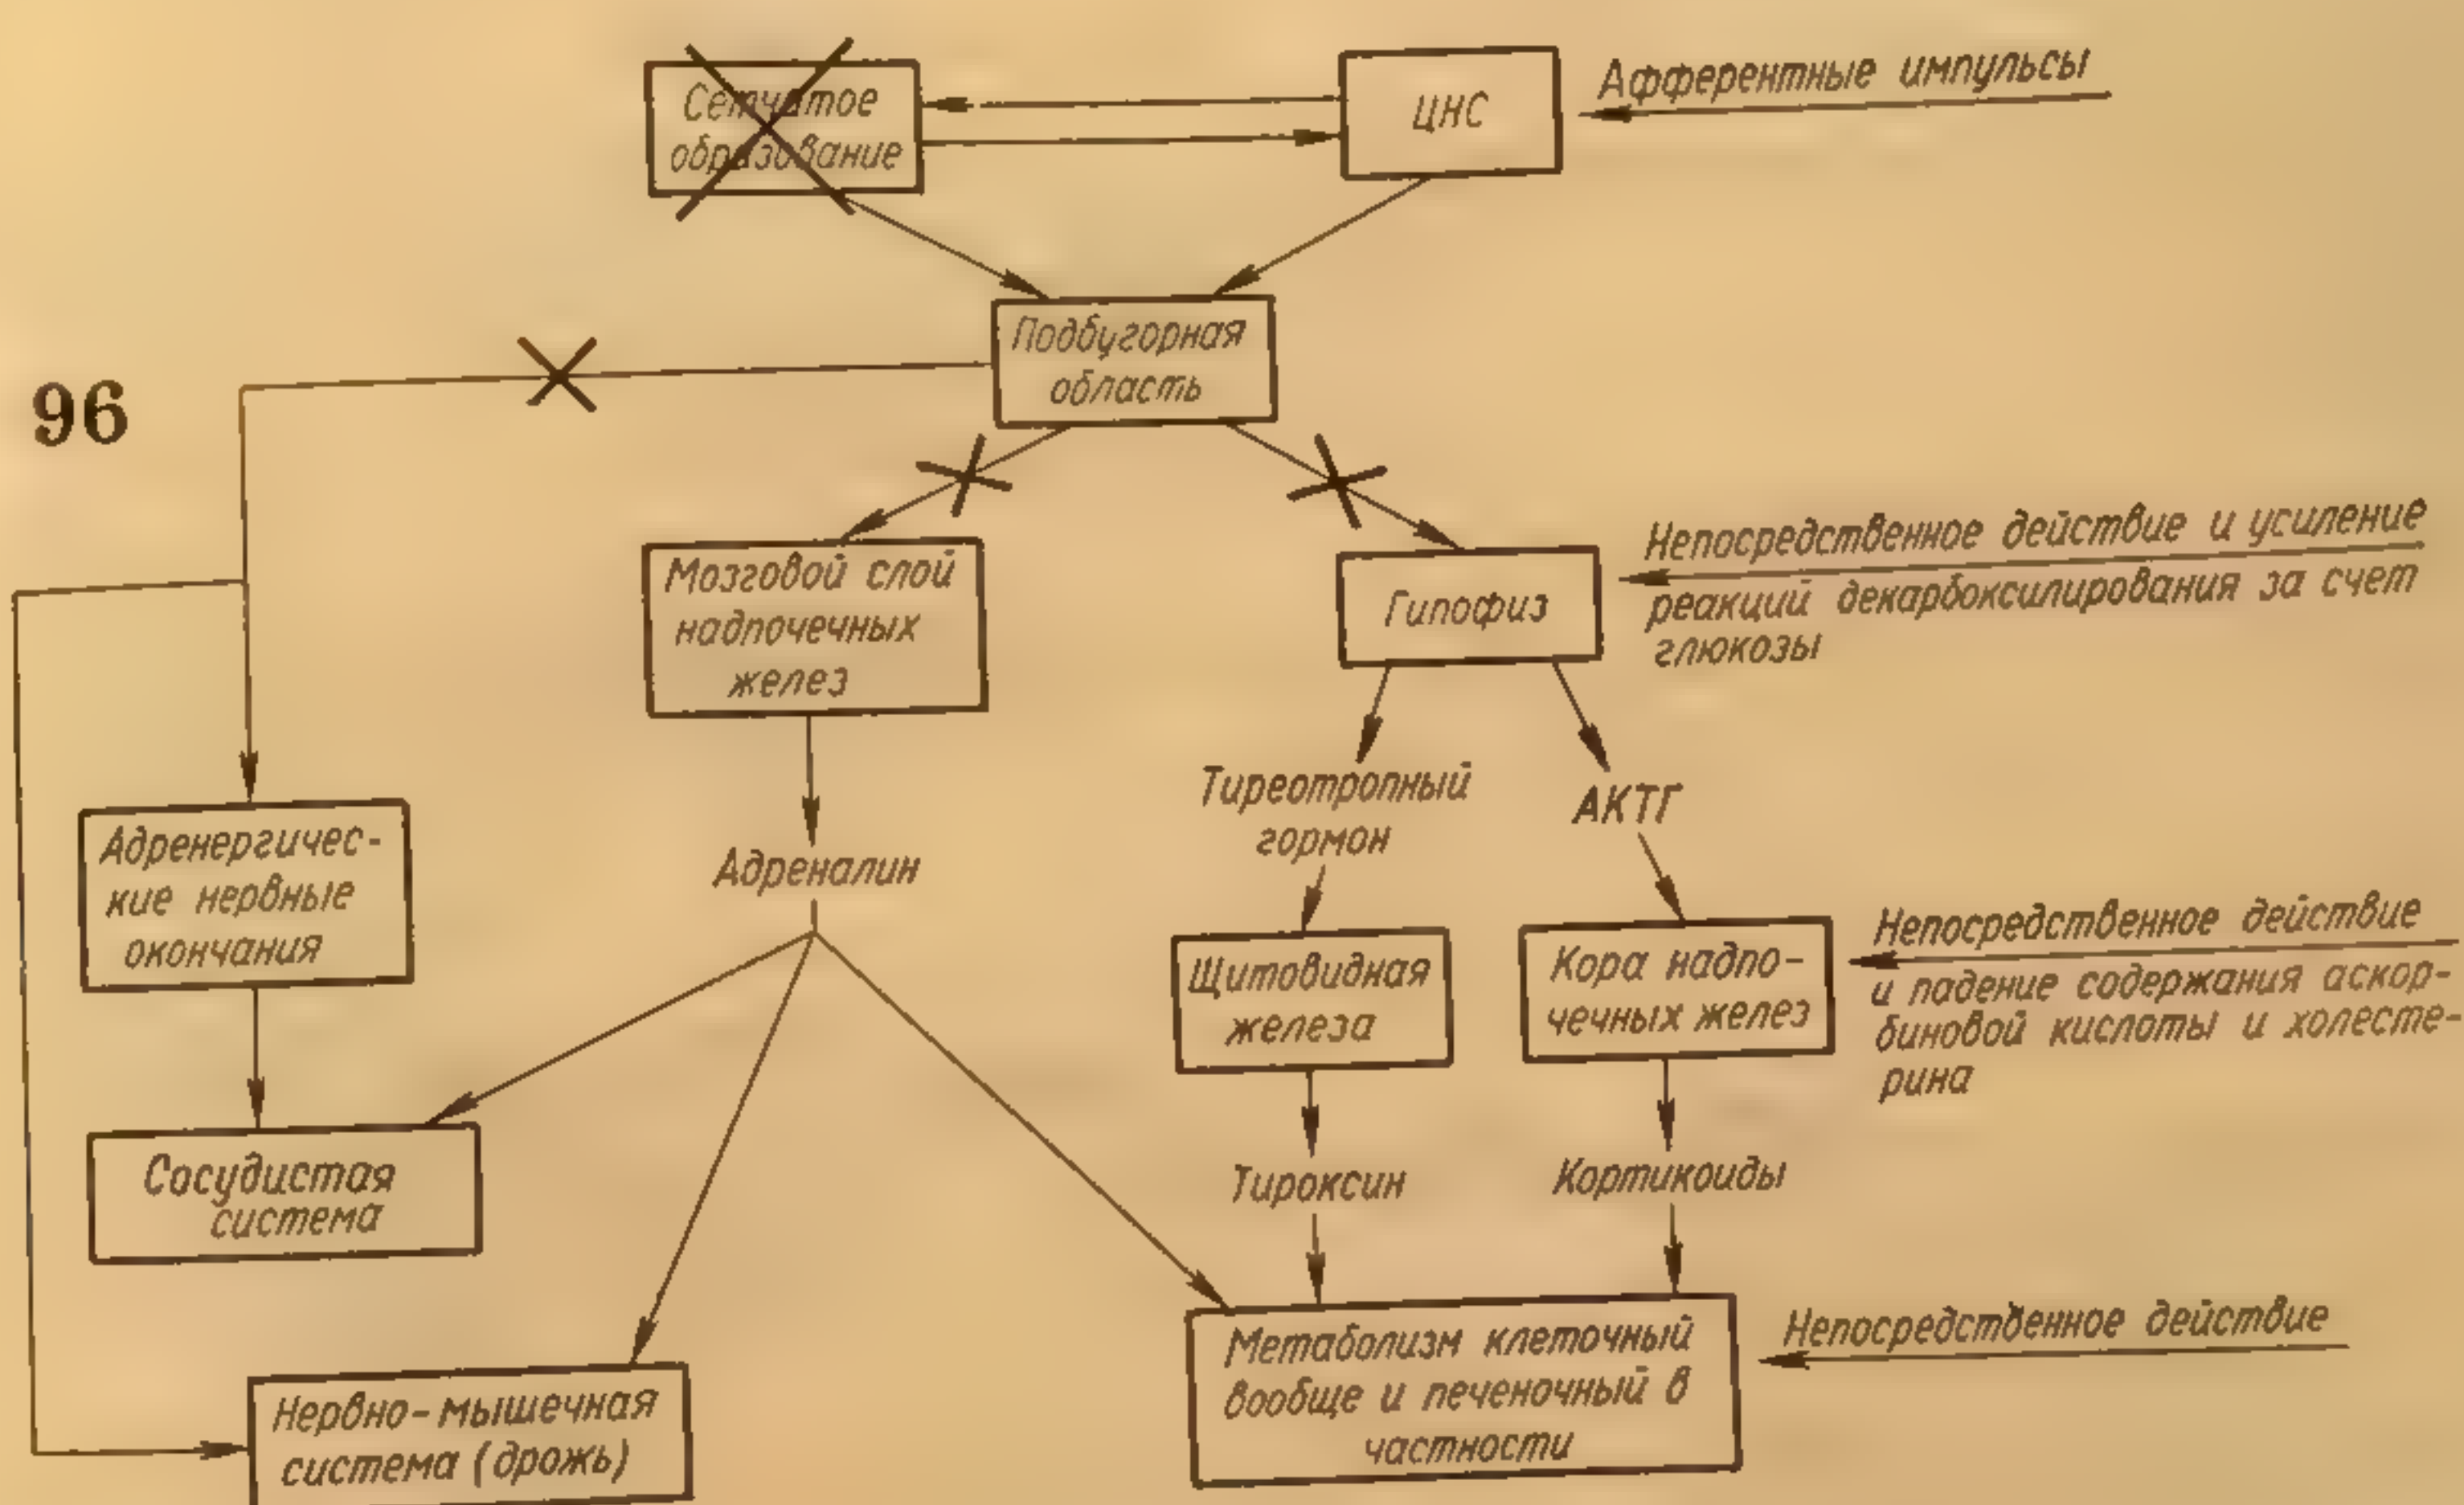 Сетчатое
образование
ЦНС
Афферентные импульсы
Подбугорная
область
96
Мозговой слой
надпочечных
желез
Гипофиз
Непосредственное действие и усиление
реакций декарбоксилирования за счет
глюкозы
Тиреотропный
гормон
АКТГ
Адренергичес-
кие нервные
окончания
Адреналин
Щитовидная
железа
Кора надпо-
чечных желез
Непосредственное действие
и падение содержания аскор-
биновой кислоты и холесте-
рина
Сосудистая
система
Тироксин
Кортикоиды
Нервно-мышечная
система (дрожь)
Метаболизм клеточный
вообще и печеночный в
частности
Непосредственное действие